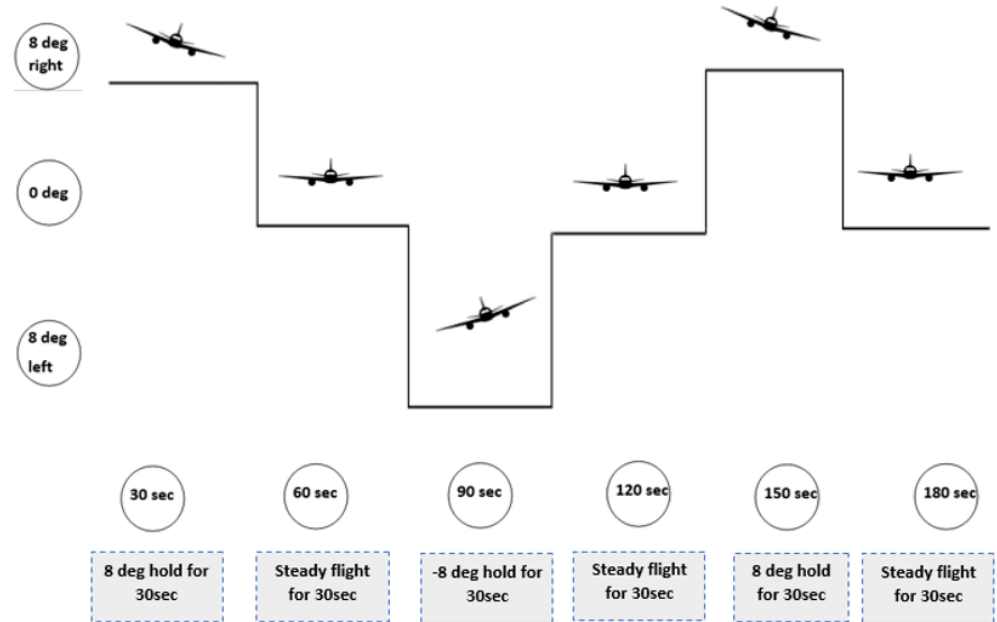 8 deg
right
0 deg
8 deg
left
30 sec
60 sec
90 sec
120 sec
150 sec
180 sec
8 deg hold for
30sec
Steady flight
for 30sec
-8 deg hold for
30sec
Steady flight
for 30sec
8 deg hold
for 30sec
Steady flight
for 30sec